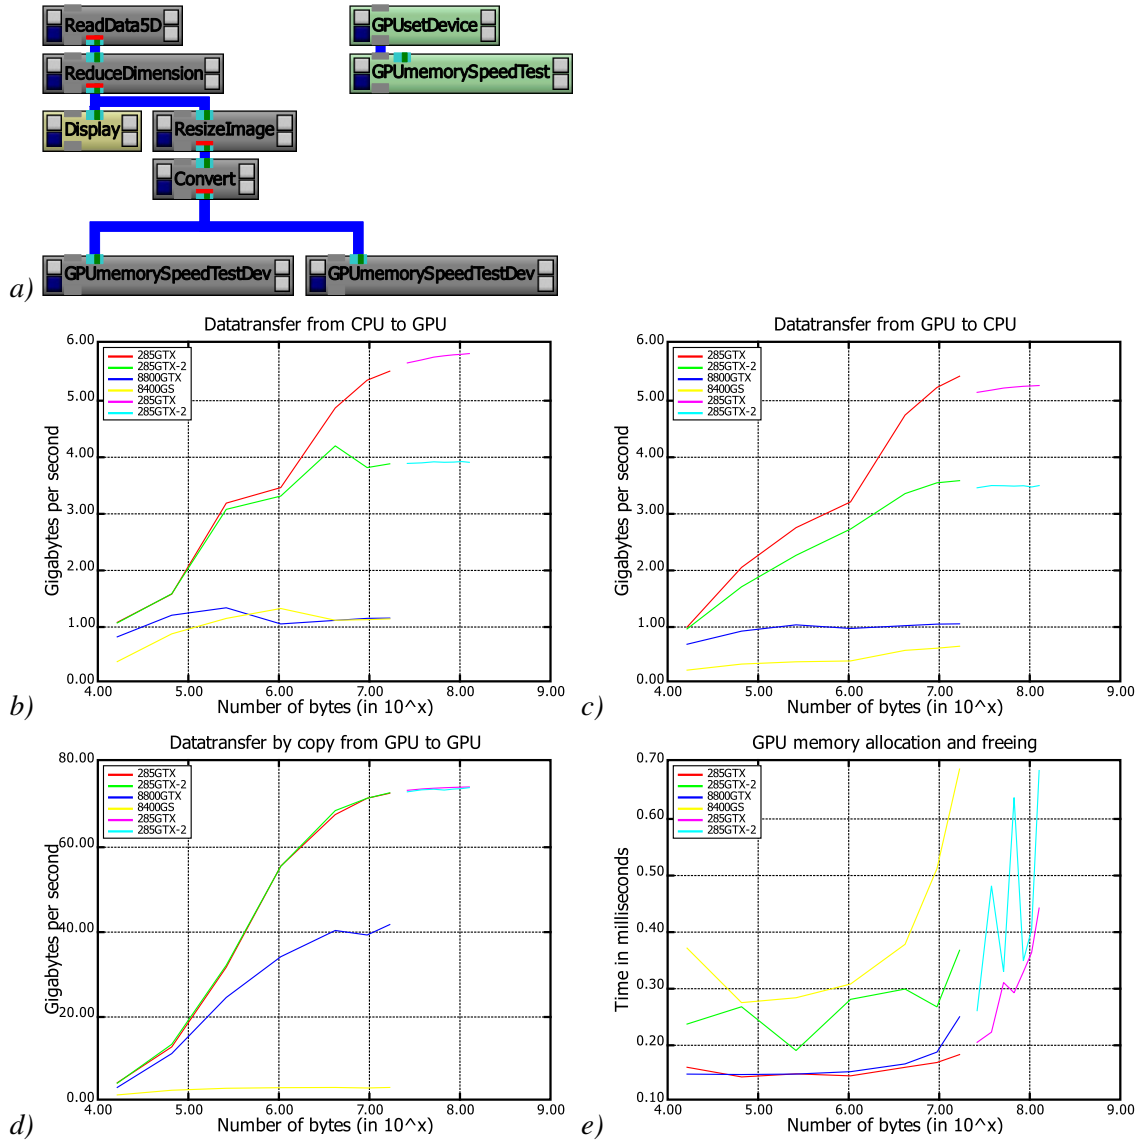 ReadData5D
GPUsetDevice
ReduceDimension
GPUmemorySpeedTest
Display
ResizeImage
Convert
GPUmemorySpeedTestDev
GPUmemorySpeedTestDev
a)
Datatransfer from CPU to GPU
6.00
5.00
4.00
3.00
2.00
1.00
0.00
Gigabytes per second
285GTX
285GTX-2
8800GTX
8400GS
285GTX
285GTX-2
4.00 5.00 6.00 7.00 8.00 9.00
Number of bytes (in 10^x)
b)
Datatransfer from GPU to CPU
6.00
5.00
4.00
3.00
2.00
1.00
0.00
Gigabytes per second
285GTX
285GTX-2
8800GTX
8400GS
285GTX
285GTX-2
4.00 5.00 6.00 7.00 8.00 9.00
Number of bytes (in 10^x)
c)
Datatransfer by copy from GPU to GPU
80.00
60.00
40.00
20.00
0.00
Gigabytes per second
285GTX
285GTX-2
8800GTX
8400GS
285GTX
285GTX-2
4.00 5.00 6.00 7.00 8.00 9.00
Number of bytes (in 10^x)
d)
GPU memory allocation and freeing
0.70
0.60
0.50
0.40
0.30
0.20
0.10
Time in milliseconds
285GTX
285GTX-2
8800GTX
8400GS
285GTX
285GTX-2
4.00 5.00 6.00 7.00 8.00 9.00
Number of bytes (in 10^x)
e)